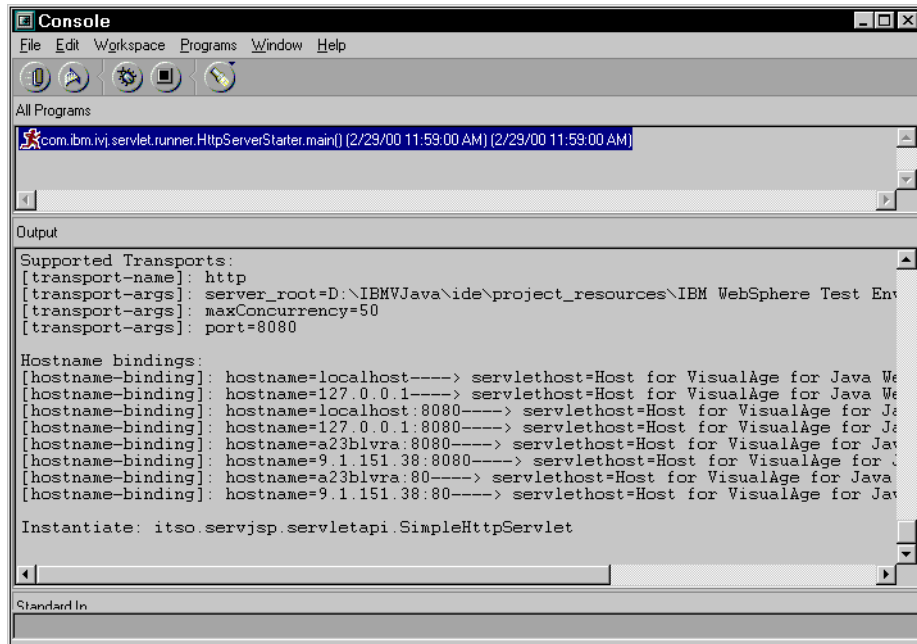 Console
File Edit Workspace Programs Window Help
All Programs
com.ibm.ivj.servlet.runner.HttpServerStarter.main() (2/29/00 11:59:00 AM) (2/29/00 11:59:00 AM)
Output
Supported Transports:
[transport-name]: http
[transport-args]: server_root=D:\IBMVJava\ide\project_resources\IBM WebSphere Test Env
[transport-args]: maxConcurrency=50
[transport-args]: port=8080
Hostname bindings:
[hostname-binding]: hostname=localhost----> servlethost=Host for VisualAge for Java We
[hostname-binding]: hostname=127.0.0.1----> servlethost=Host for VisualAge for Java We
[hostname-binding]: hostname=localhost:8080----> servlethost=Host for VisualAge for Ja
[hostname-binding]: hostname=127.0.0.1:8080----> servlethost=Host for VisualAge for Ja
[hostname-binding]: hostname=a23blvra:8080----> servlethost=Host for VisualAge for Jav
[hostname-binding]: hostname=9.1.151.38:8080----> servlethost=Host for VisualAge for J
[hostname-binding]: hostname=a23blvra:80----> servlethost=Host for VisualAge for Java
[hostname-binding]: hostname=9.1.151.38:80----> servlethost=Host for VisualAge for Jav
Instantiate: itso.servjsp.servletapi.SimpleHttpServlet
Standard In